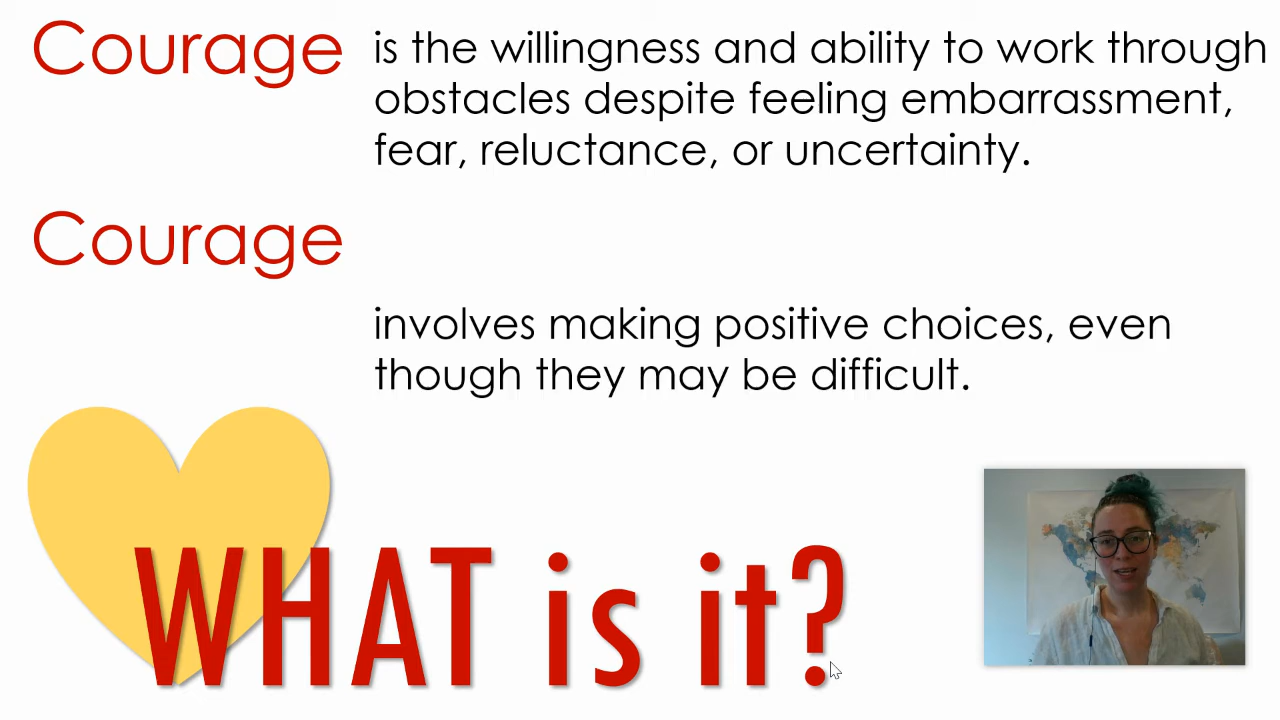 Courage is the willingness and ability to work through
obstacles despite feeling embarrassment,
fear, reluctance, or uncertainty.
Courage
involves making positive choices, even
though they may be difficult.
WHAT is it?